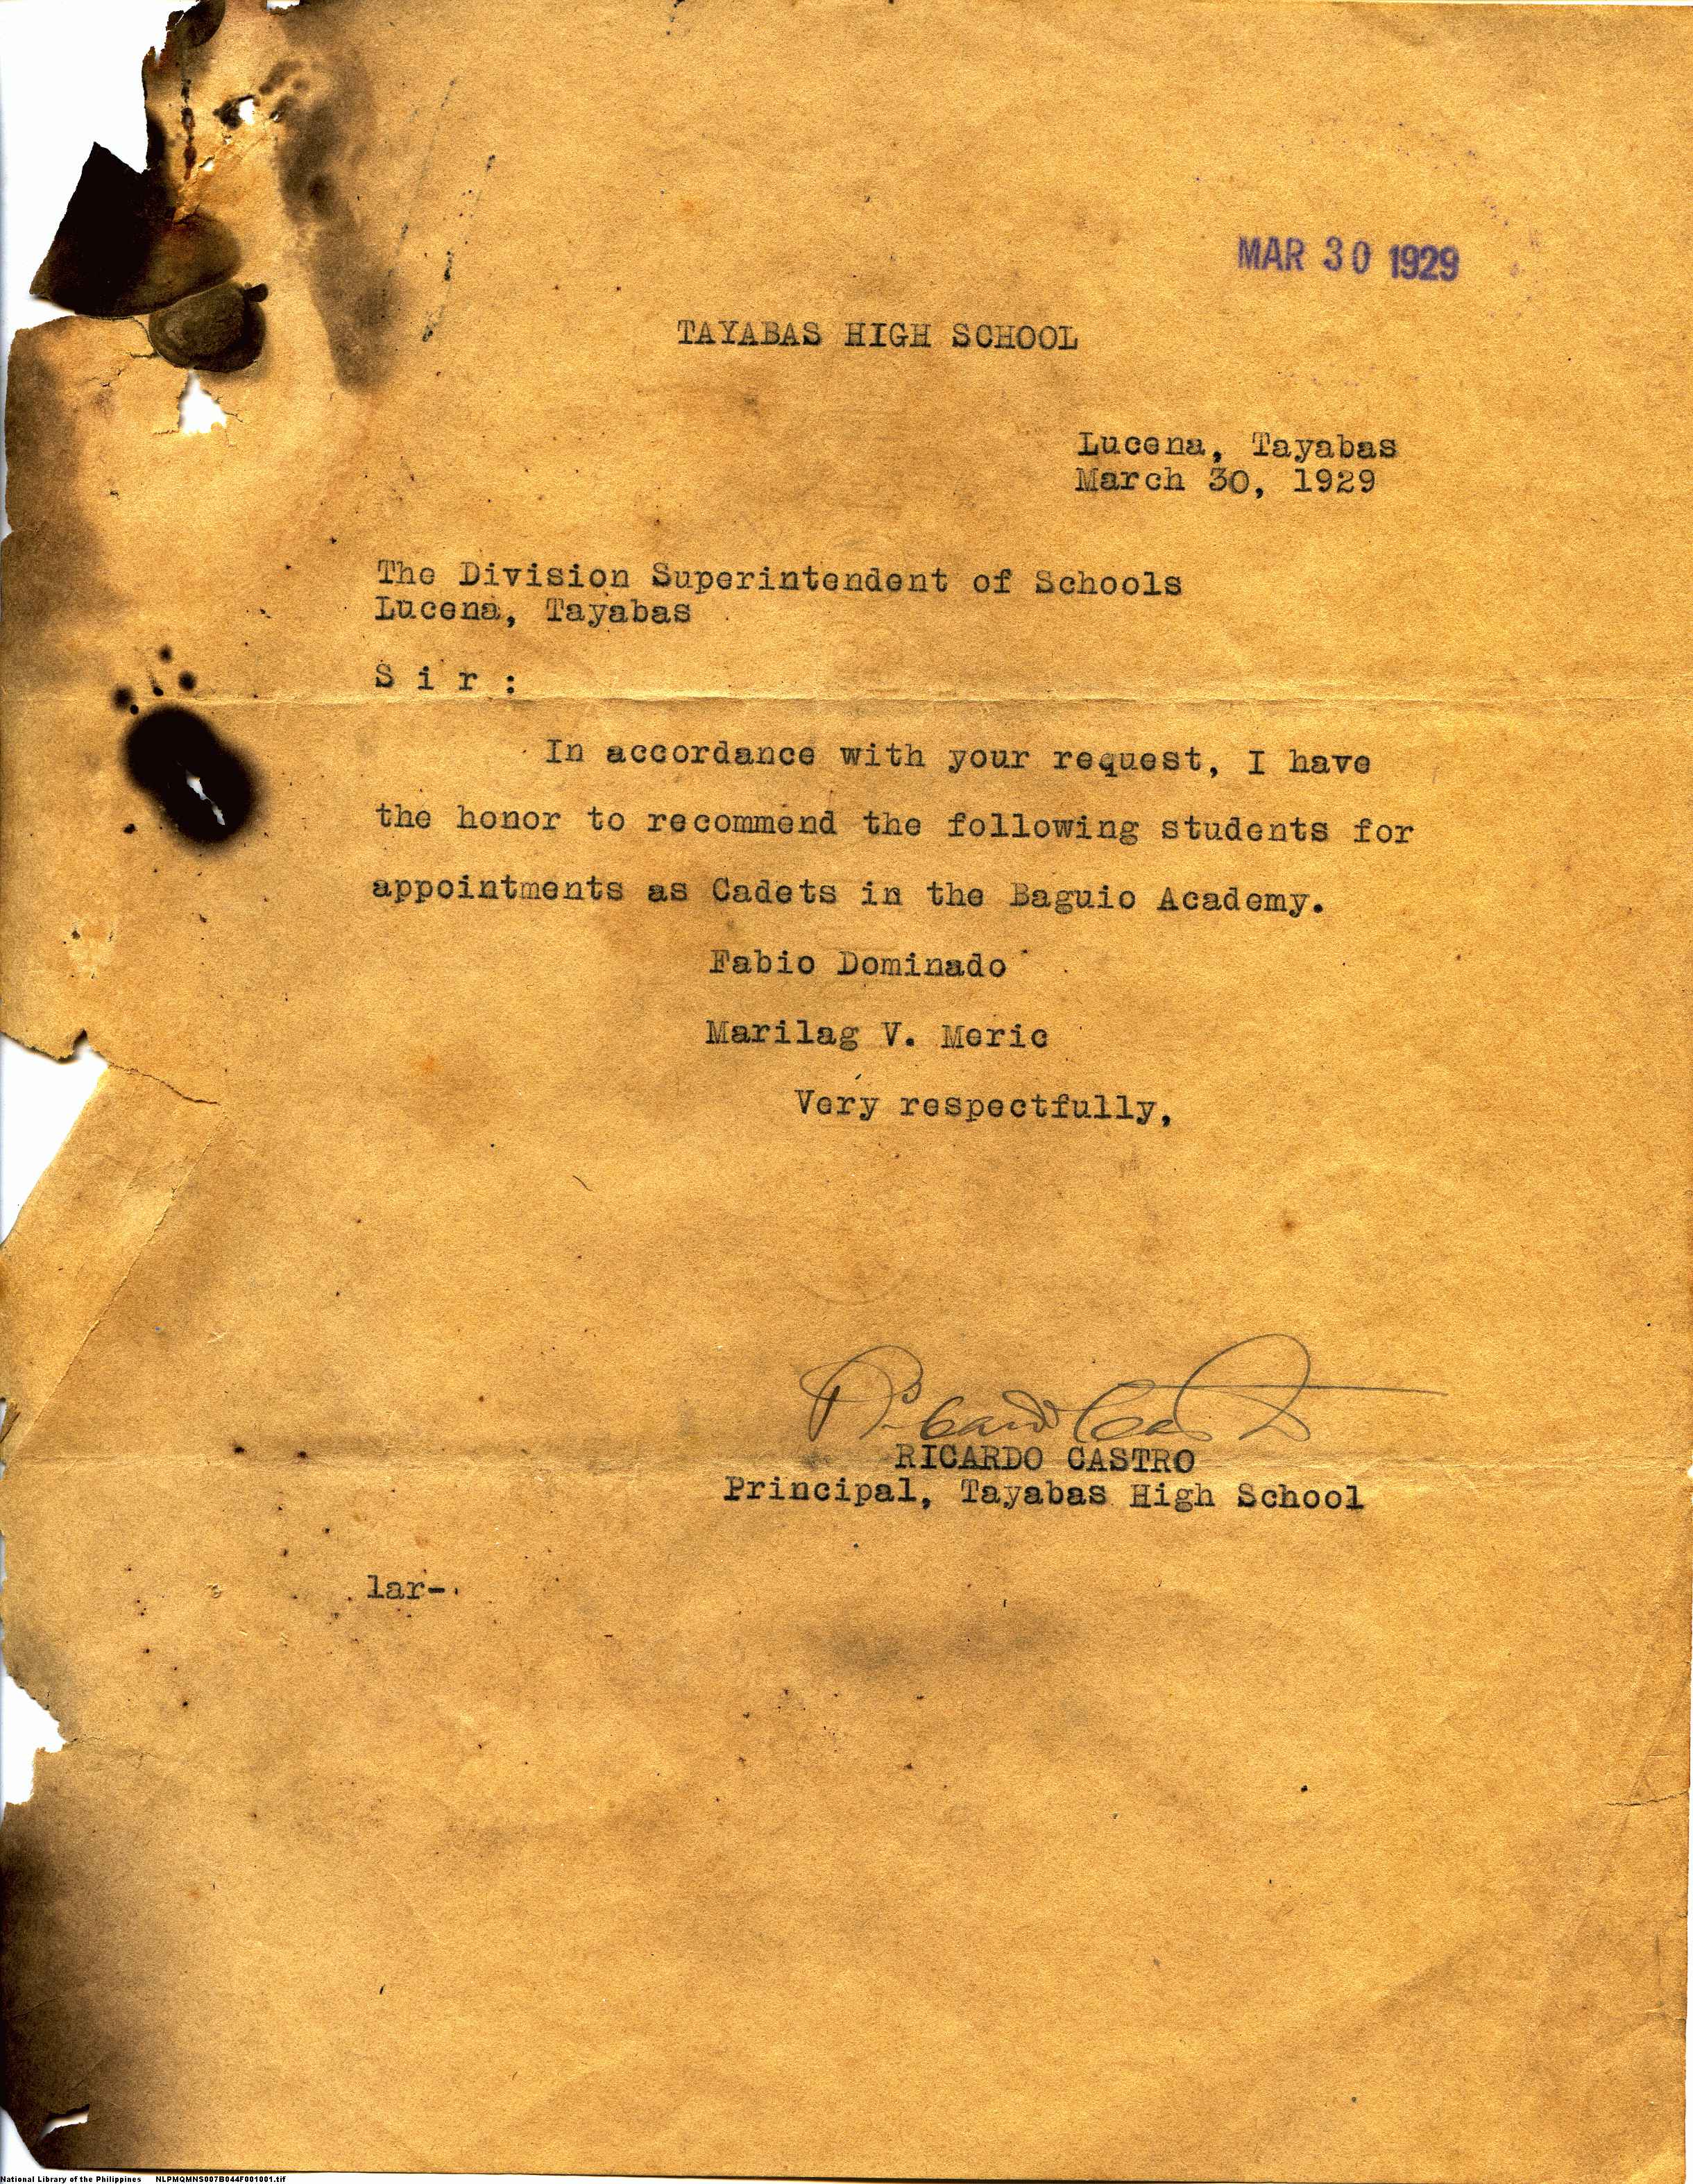 MAR 30 1929
TAYABAS HIGH SCHOOL
Lucena, Tayabas
March 30, 1929
The Division Superintendent of Schools
Lucena, Tayabas
S i r :
In accordance with your request, I have
the honor to recommend the following students for
appointments as Cadets in the Baguio Academy.
Fabio Dominado
Marilag V. Meric
Very respectfully,
Ricardo Castro
RICARDO CASTRO
Principal, Tayabas High School
lar-
National Library of the Philippines NLPMQMNS007B044F001001.tif